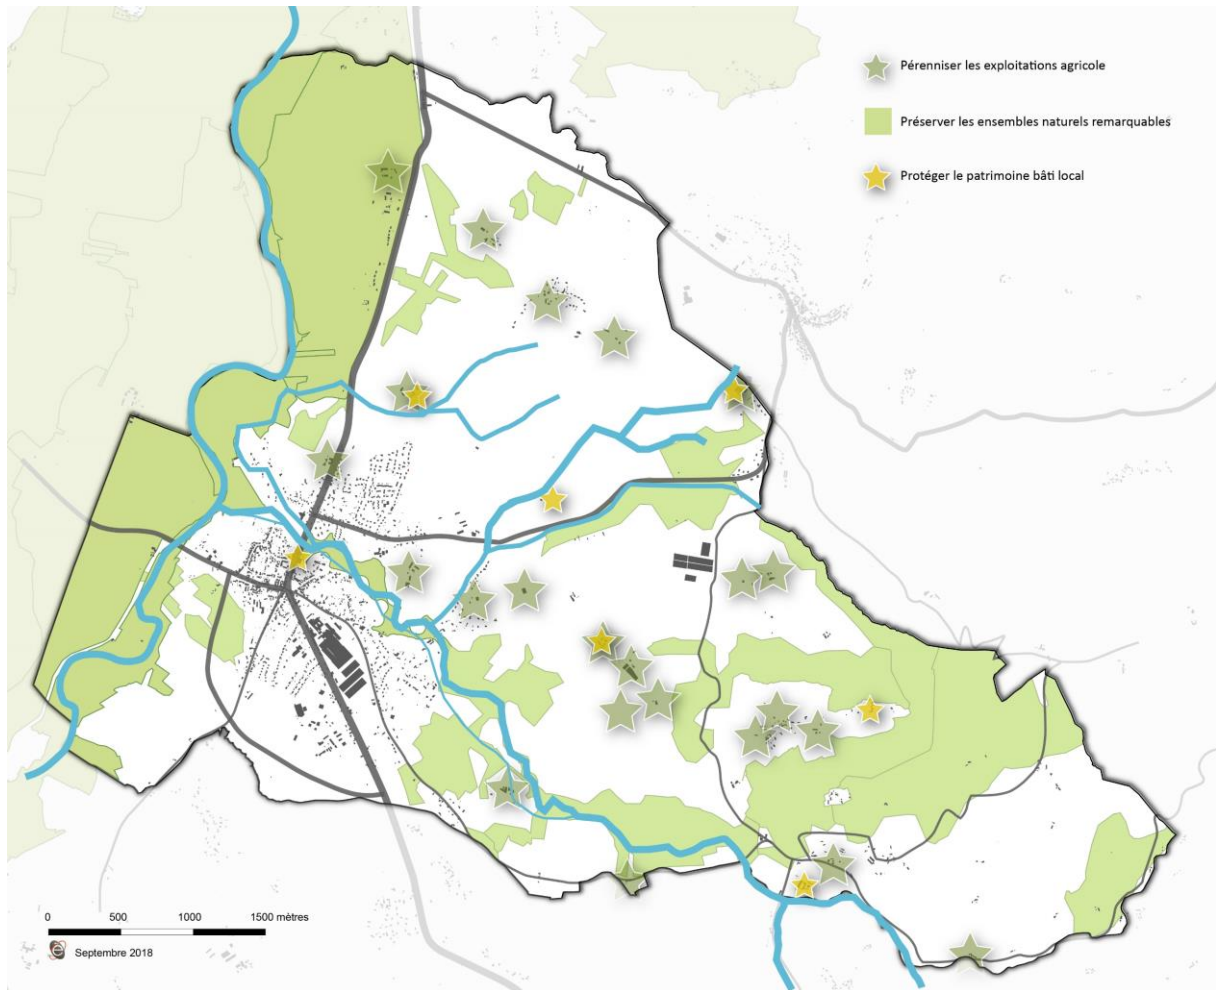 Pérenniser les exploitations agricole
Préserver les ensembles naturels remarquables
Protéger le patrimoine bâti local
0 500 1000 1500 mètres
Septembre 2018